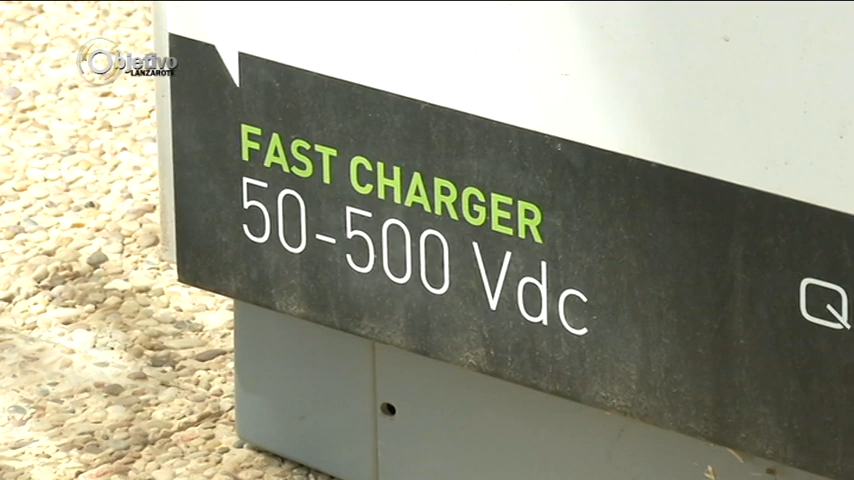 Objetivo
LANZAROTE
FAST CHARGER
50-500 Vdc
Q